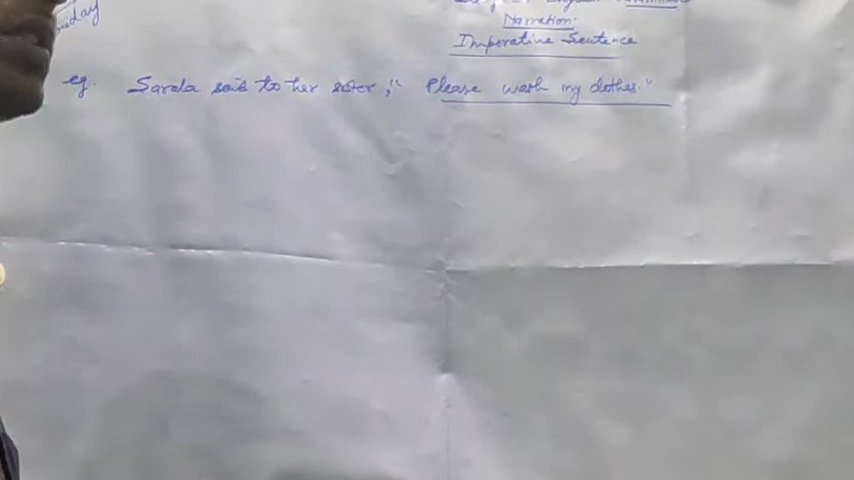 Narration
Imperative Sentence
eg. Sarala said to her sister, "Please wash my clothes."